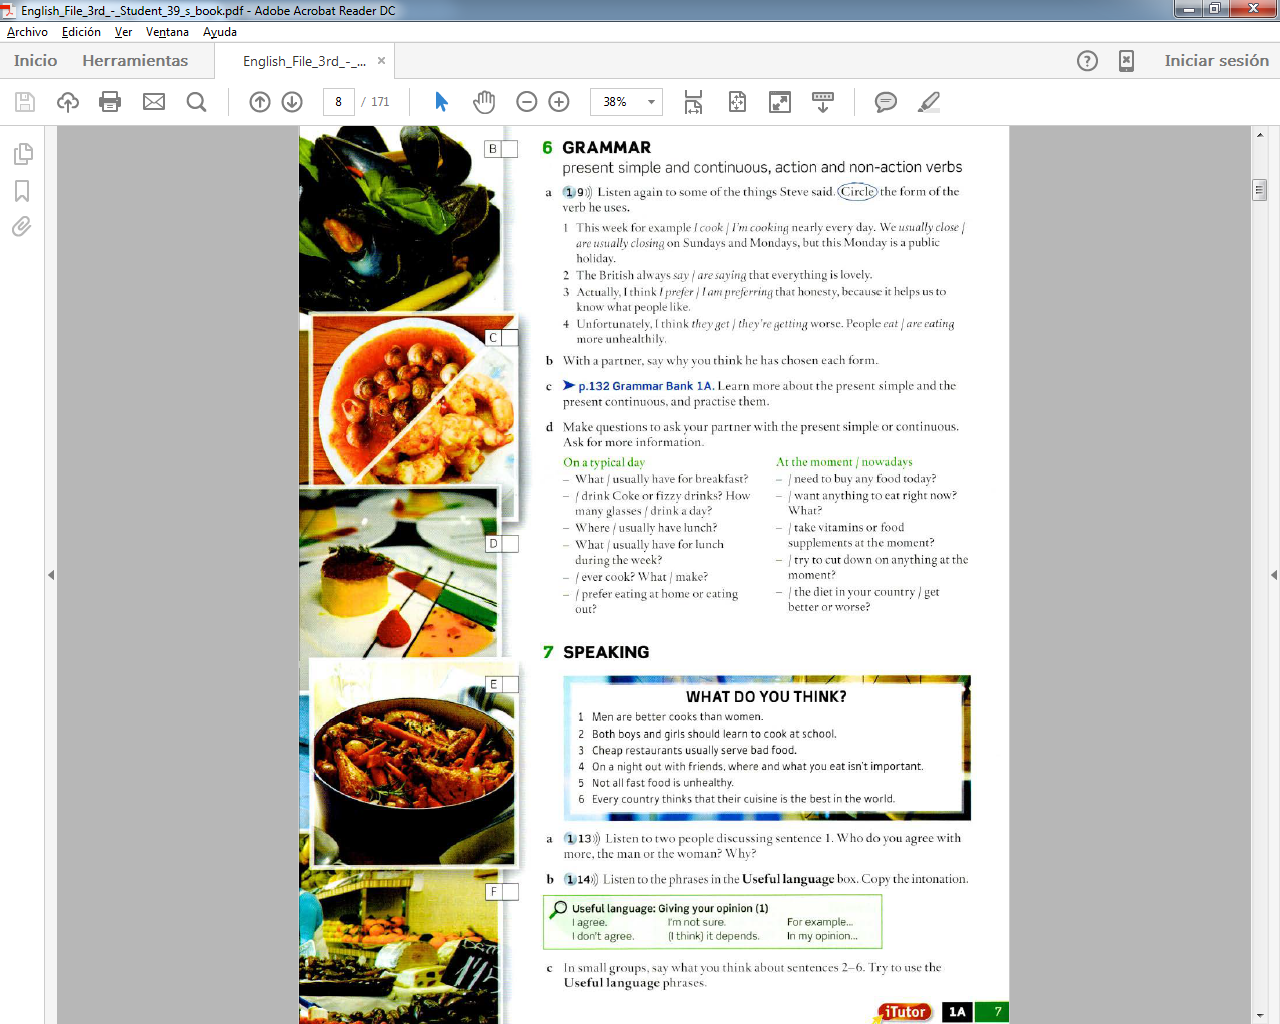 English_File_3rd_-_Student_39_s_book.pdf - Adobe Acrobat Reader DC
Archivo Edición Ver Ventana Ayuda
Inicio Herramientas English_File_3rd_-_... × Iniciar sesión
8 / 171 38%
B
C
D
E
F
6 GRAMMAR
present simple and continuous, action and non-action verbs
a 1 9)) Listen again to some of the things Steve said. Circle the form of the
verb he uses.
1 This week for example I cook / I'm cooking nearly every day. We usually close /
are usually closing on Sundays and Mondays, but this Monday is a public
holiday.
2 The British always say / are saying that everything is lovely.
3 Actually, I think I prefer / I am preferring that honesty, because it helps us to
know what people like.
4 Unfortunately, I think they get / they're getting worse. People eat / are eating
more unhealthily.
b With a partner, say why you think he has chosen each form.
c ➤ p.132 Grammar Bank 1A. Learn more about the present simple and the
present continuous, and practise them.
d Make questions to ask your partner with the present simple or continuous.
Ask for more information.
On a typical day
– What / usually have for breakfast?
– / drink Coke or fizzy drinks? How
many glasses / drink a day?
– Where / usually have lunch?
– What / usually have for lunch
during the week?
– / ever cook? What / make?
– / prefer eating at home or eating
out?
At the moment / nowadays
– / need to buy any food today?
– / want anything to eat right now?
What?
– / take vitamins or food
supplements at the moment?
– / try to cut down on anything at the
moment?
– / the diet in your country / get
better or worse?
7 SPEAKING
WHAT DO YOU THINK?
1 Men are better cooks than women.
2 Both boys and girls should learn to cook at school.
3 Cheap restaurants usually serve bad food.
4 On a night out with friends, where and what you eat isn't important.
5 Not all fast food is unhealthy.
6 Every country thinks that their cuisine is the best in the world.
a 1 13)) Listen to two people discussing sentence 1. Who do you agree with
more, the man or the woman? Why?
b 1 14)) Listen to the phrases in the Useful language box. Copy the intonation.
Useful language: Giving your opinion (1)
I agree. I'm not sure. For example...
I don't agree. (I think) it depends. In my opinion...
c In small groups, say what you think about sentences 2–6. Try to use the
Useful language phrases.
iTutor 1A 7